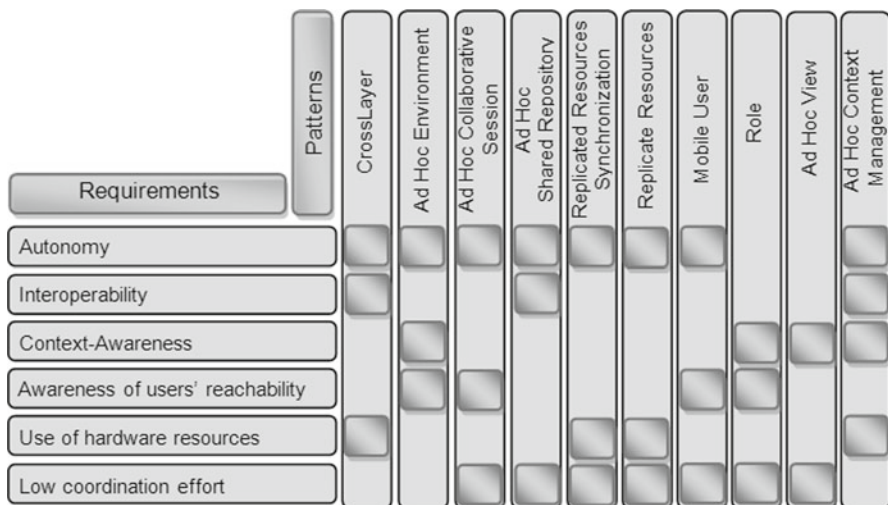 Patterns
CrossLayer
Ad Hoc Environment
Ad Hoc Collaborative
Session
Ad Hoc
Shared Repository
Replicated Resources
Synchronization
Replicate Resources
Mobile User
Role
Ad Hoc View
Ad Hoc Context
Management
Requirements
Autonomy
Interoperability
Context-Awareness
Awareness of users' reachability
Use of hardware resources
Low coordination effort